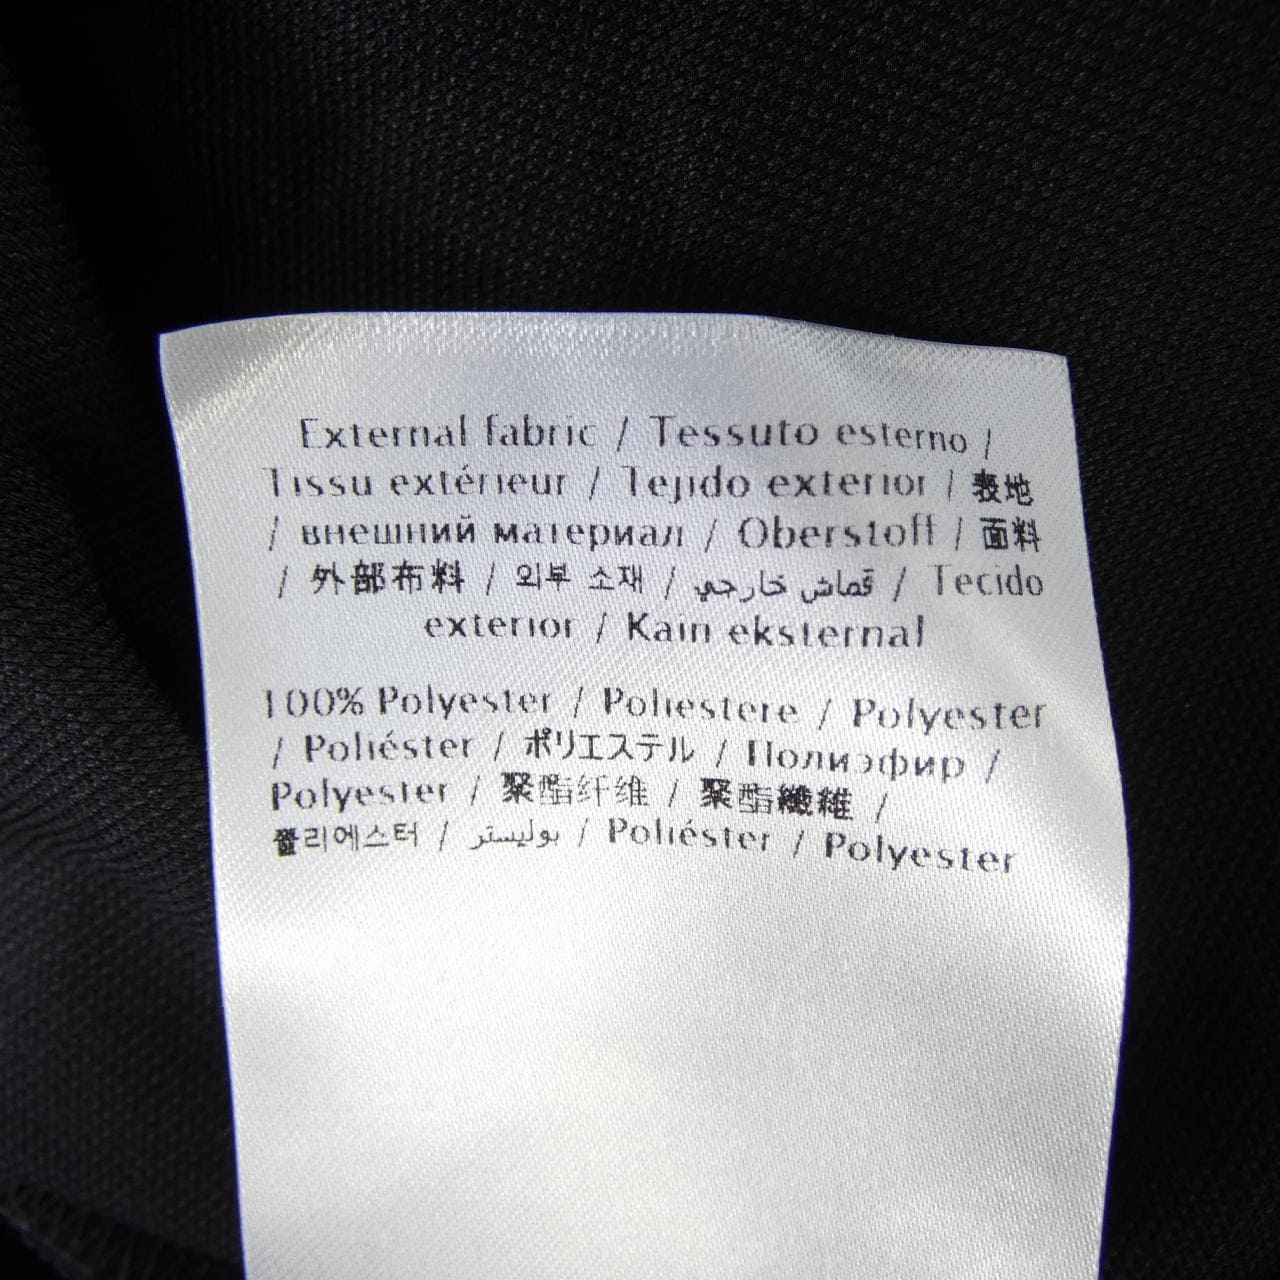 External fabric / Tessuto esterno /
Tissu extérieur / Tejido exterior / 表地
/ внешний материал / Oberstoff / 面料
/ 外部布料 / 외부 소재 / قماش خارجي / Tecido
exterior / Kain eksternal
100% Polyester / Poliestere / Polyester
/ Poliéster / ポリエステル / Полиэфир /
Polyester / 聚酯纤维 / 聚酯纖維 /
폴리에스터 / بوليستر / Poliéster / Polyester